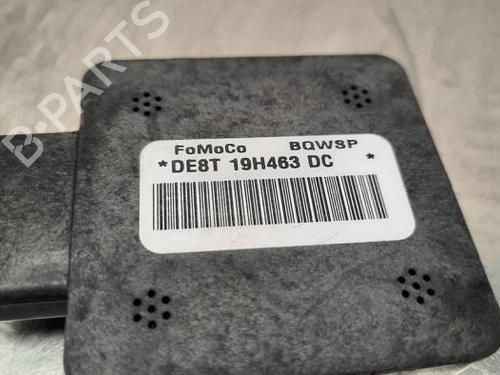 B-PARTS
FoMoCo BQWSP
*DE8T 19H463 DC *